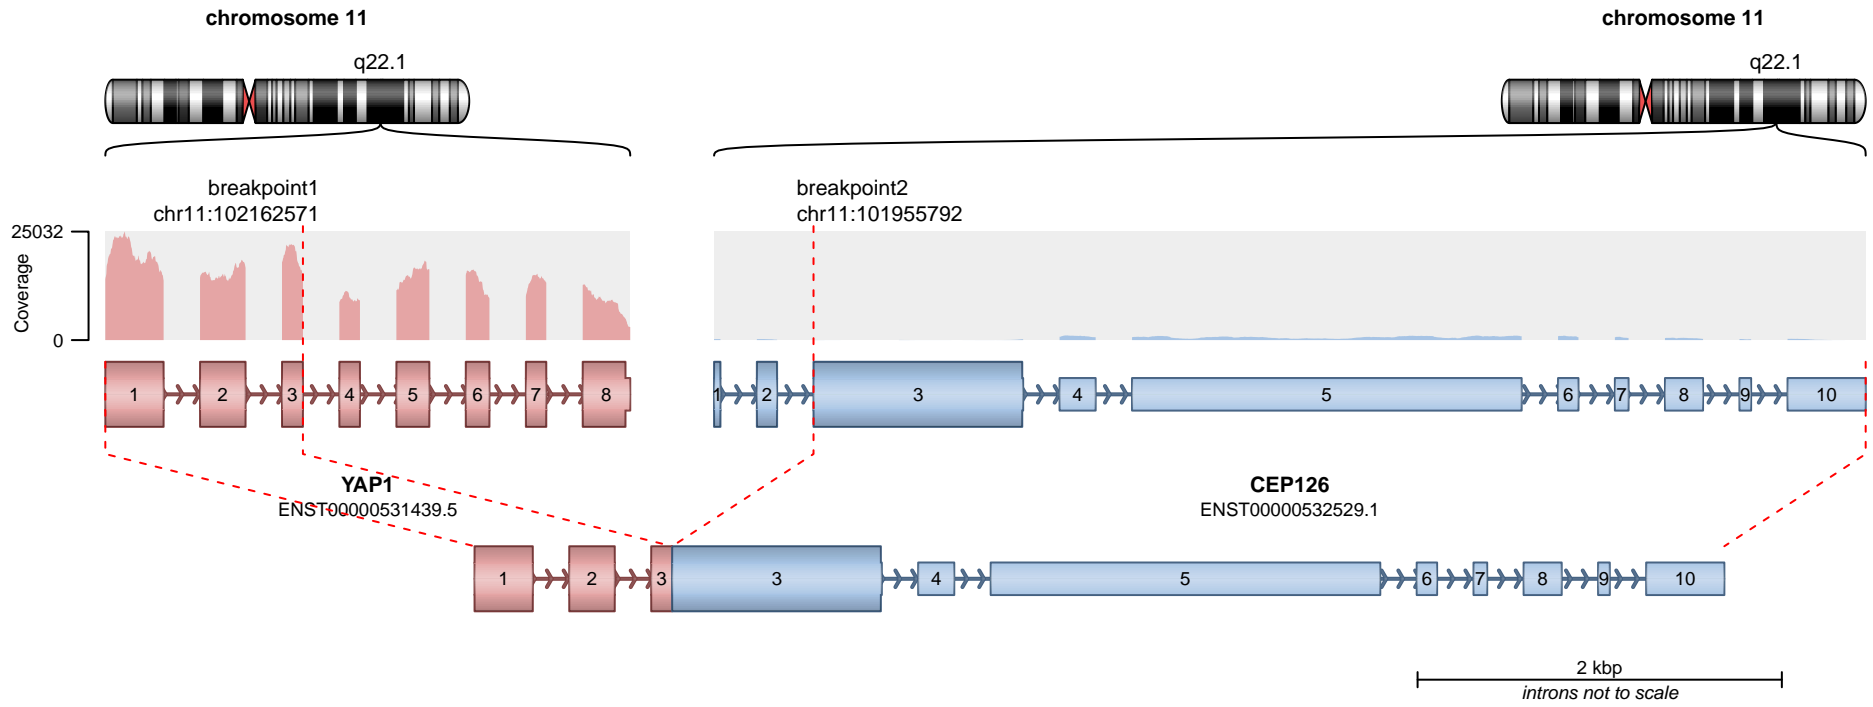 chromosome 11
chromosome 11
q22.1
q22.1
breakpoint1
chr11:102162571
breakpoint2
chr11:101955792
25032
Coverage
0
1 2 3 4 5 6 7 8
1 2 3 4 5 6 7 8 9 10
YAP1
ENST00000531439.5
CEP126
ENST00000532529.1
1 2 3 3 4 5 6 7 8 9 10
2 kbp
introns not to scale